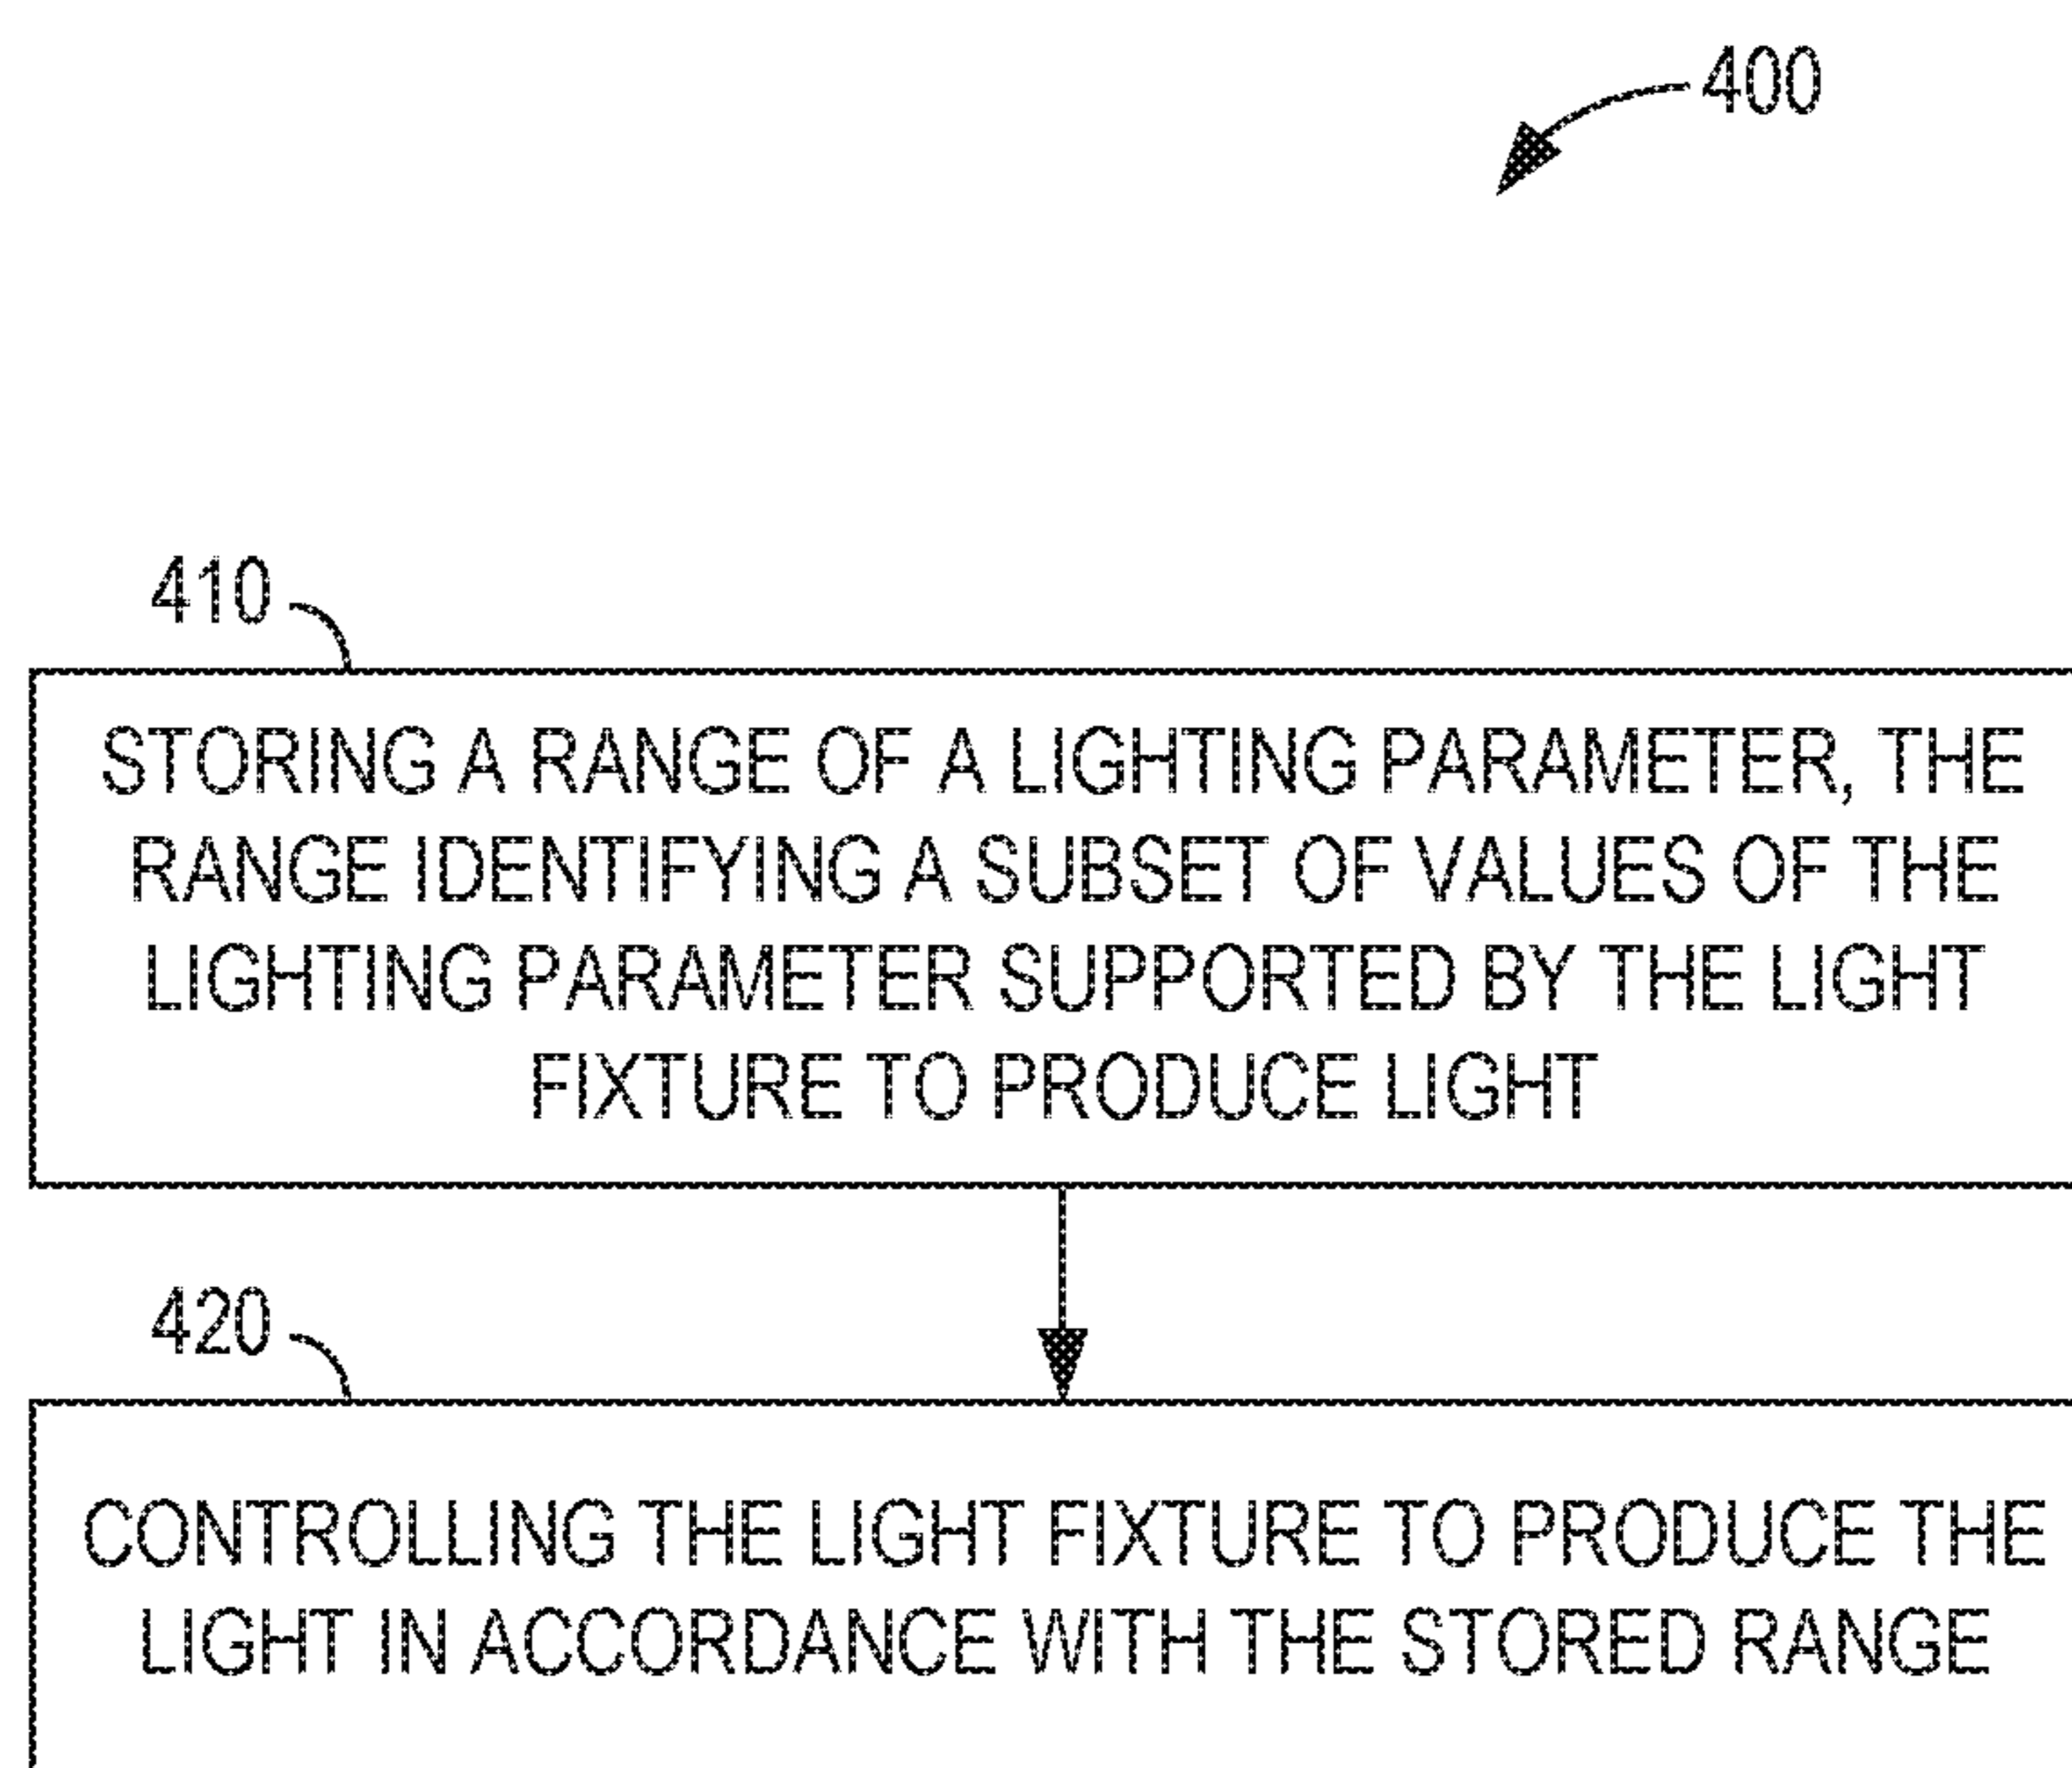 400
410
STORING A RANGE OF A LIGHTING PARAMETER, THE
RANGE IDENTIFYING A SUBSET OF VALUES OF THE
LIGHTING PARAMETER SUPPORTED BY THE LIGHT
FIXTURE TO PRODUCE LIGHT
420
CONTROLLING THE LIGHT FIXTURE TO PRODUCE THE
LIGHT IN ACCORDANCE WITH THE STORED RANGE